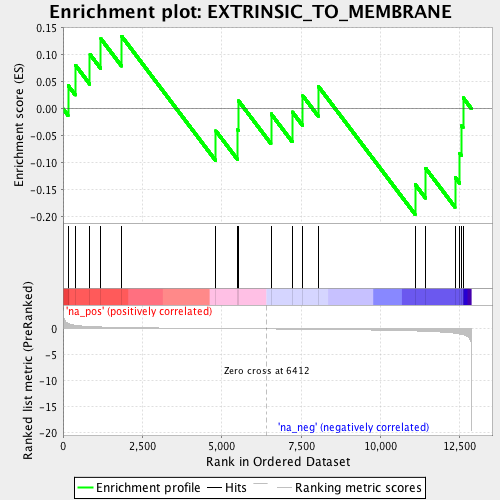 Enrichment plot: EXTRINSIC_TO_MEMBRANE
Enrichment score (ES)
0.15
0.10
0.05
0.00
-0.05
-0.10
-0.15
-0.20
'na_pos' (positively correlated)
Ranked list metric (PreRanked)
0
-5
-10
-15
-20
Zero cross at 6412
'na_neg' (negatively correlated)
0
2,500
5,000
7,500
10,000
12,500
Rank in Ordered Dataset
Enrichment profile
Hits
Ranking metric scores